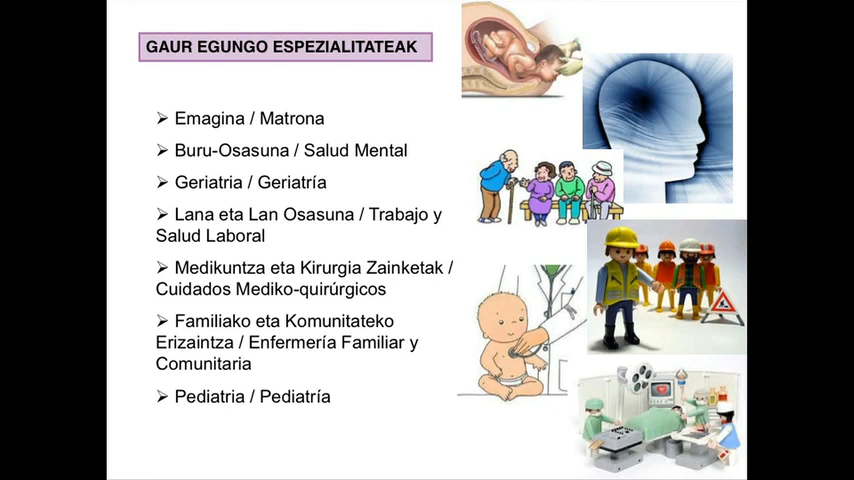 GAUR EGUNGO ESPEZIALITATEAK
➢ Emagina / Matrona
➢ Buru-Osasuna / Salud Mental
➢ Geriatria / Geriatría
➢ Lana eta Lan Osasuna / Trabajo y
Salud Laboral
➢ Medikuntza eta Kirurgia Zainketak /
Cuidados Mediko-quirúrgicos
➢ Familiako eta Komunitateko
Erizaintza / Enfermería Familiar y
Comunitaria
➢ Pediatria / Pediatría